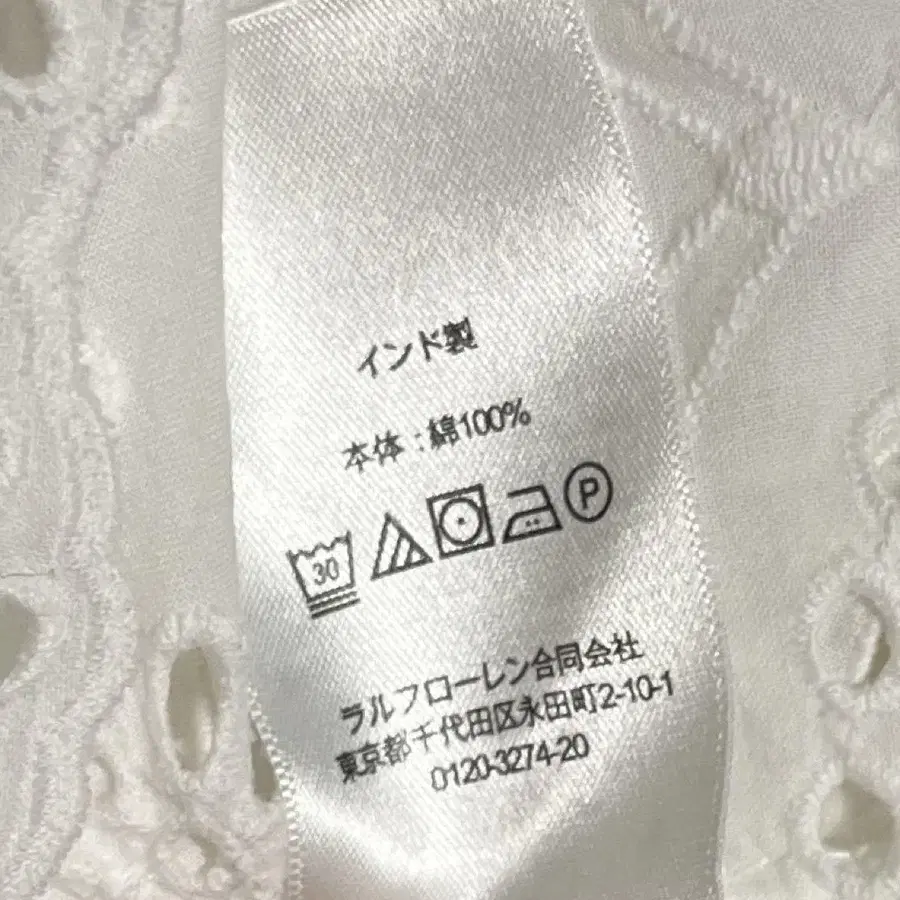 インド製
本体:綿100%
30 P
ラルフローレン合同会社
東京都千代田区永田町2-10-1
0120-3274-20